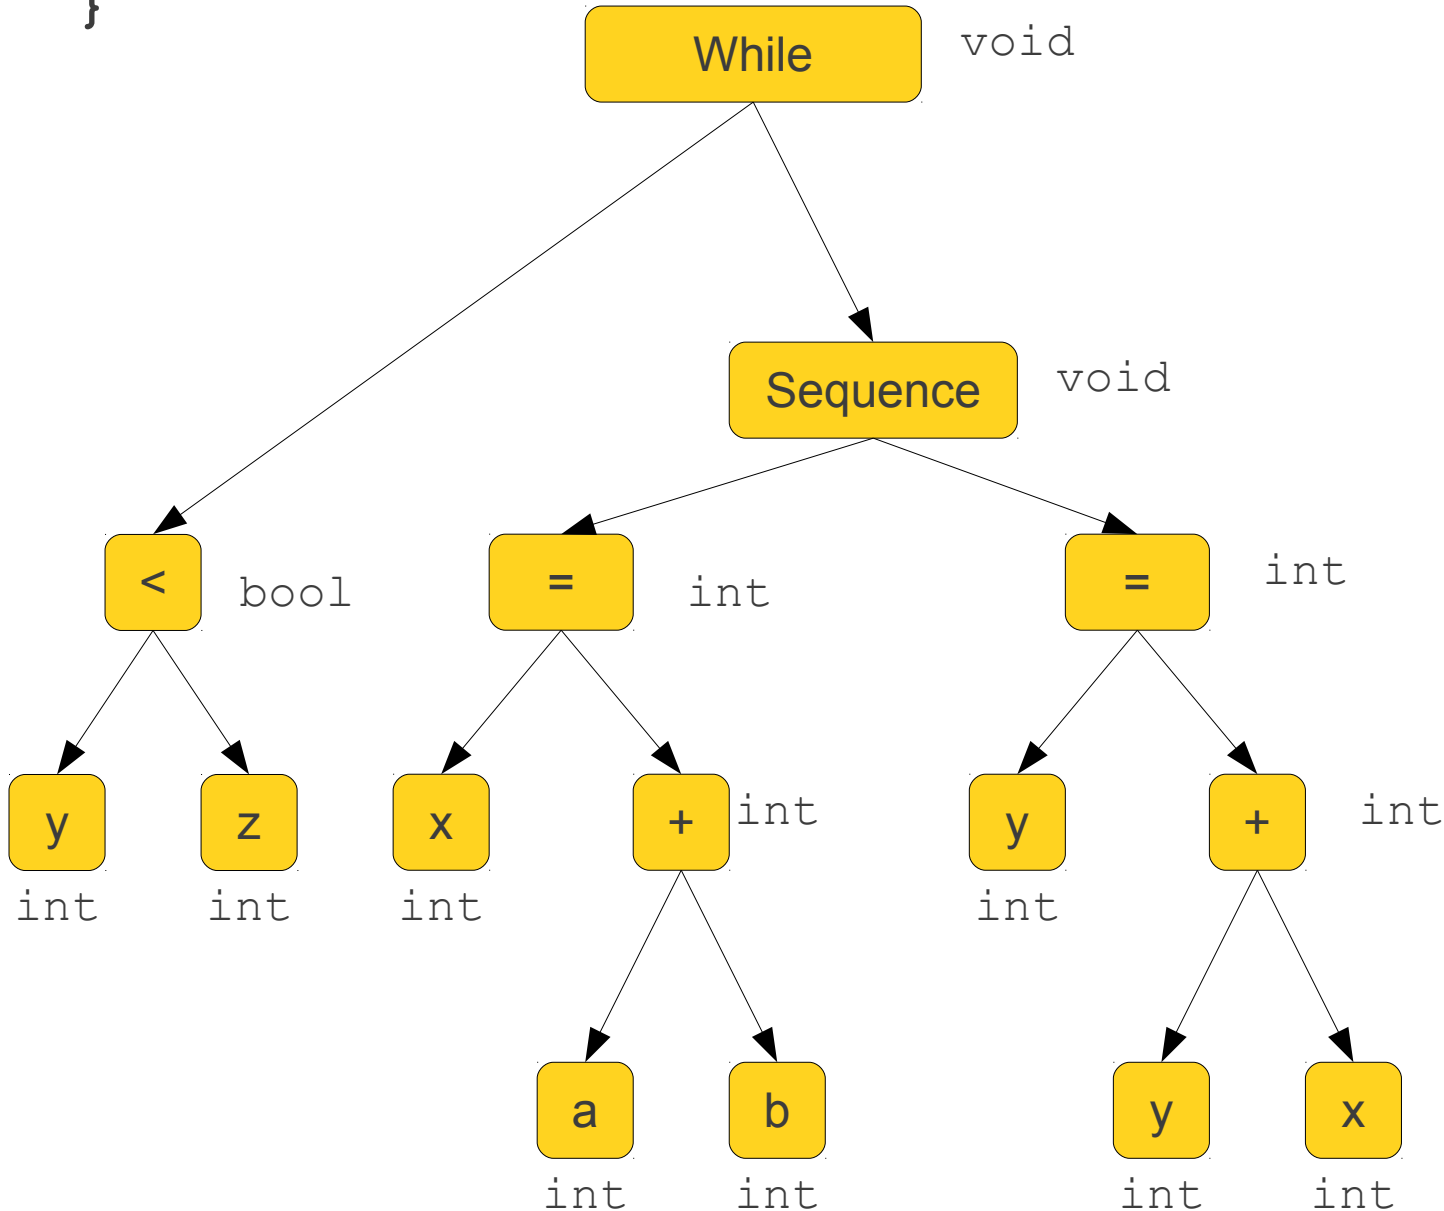 }
While void
Sequence void
< bool = int = int
y z x + int y + int
int int int int
a b y x
int int int int